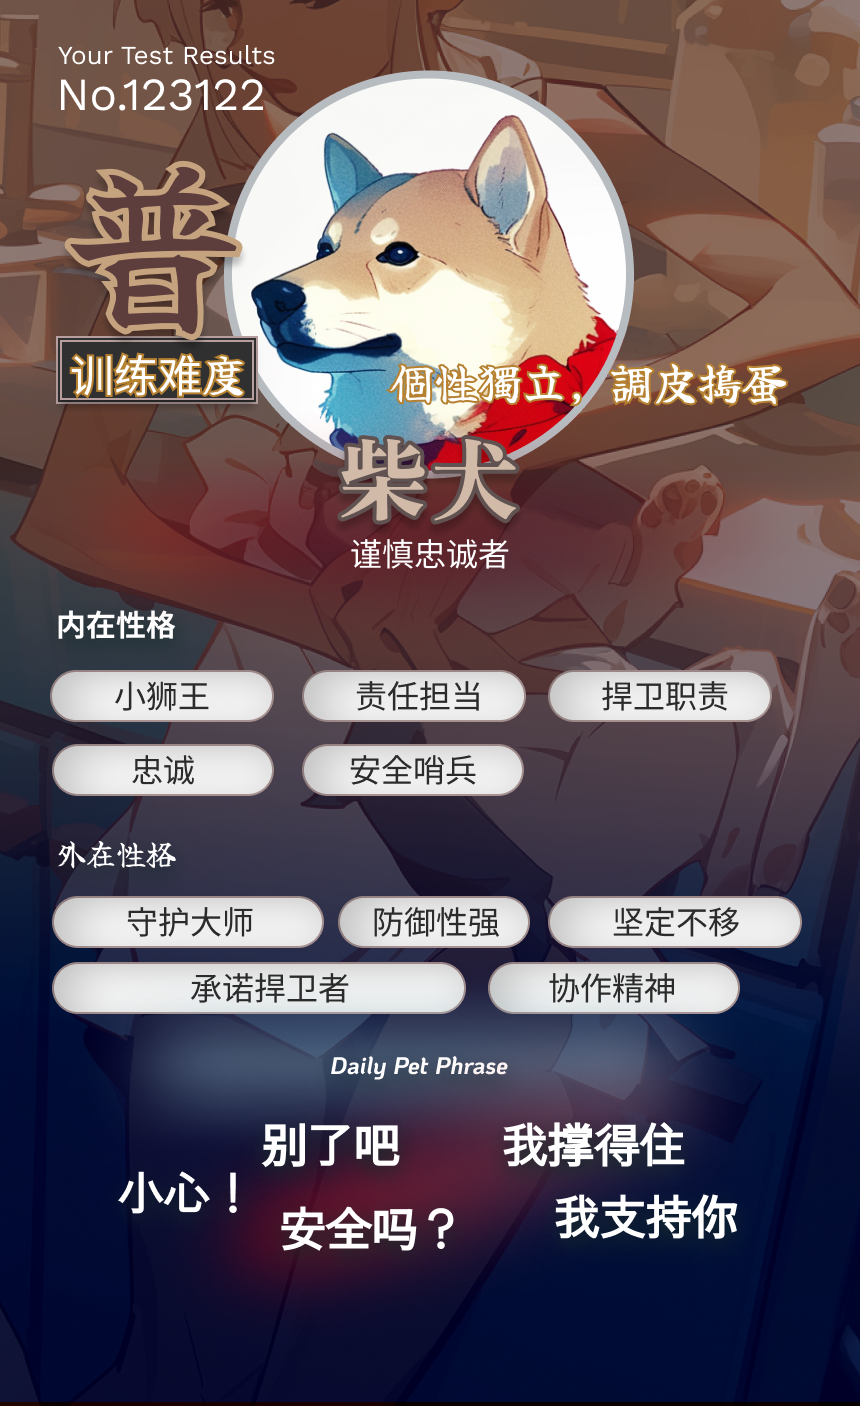 Your Test Results
No.123122
普
训练难度
個性獨立，調皮搗蛋
柴犬
谨慎忠诚者
内在性格
小狮王 责任担当 捍卫职责
忠诚 安全哨兵
外在性格
守护大师 防御性强 坚定不移
承诺捍卫者 协作精神
Daily Pet Phrase
别了吧 我撑得住
小心！
安全吗？ 我支持你